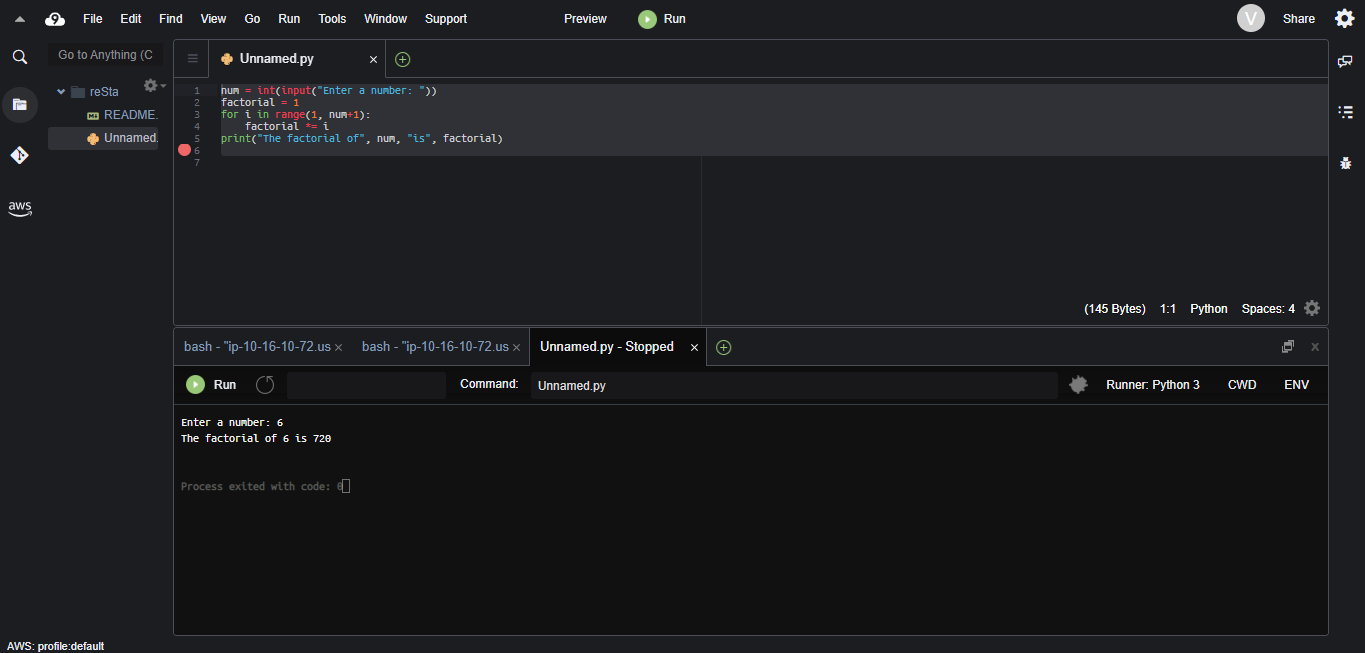 9 File Edit Find View Go Run Tools Window Support Preview Run V Share
Go to Anything (C
reSta
README.
Unnamed.
aws
Unnamed.py
1 num = int(input("Enter a number: "))
2 factorial = 1
3 for i in range(1, num+1):
4 factorial *= i
5 print("The factorial of", num, "is", factorial)
6
7
(145 Bytes) 1:1 Python Spaces: 4
bash - "ip-10-16-10-72.us bash - "ip-10-16-10-72.us Unnamed.py - Stopped
Run Command: Unnamed.py Runner: Python 3 CWD ENV
Enter a number: 6
The factorial of 6 is 720
Process exited with code: 0
AWS: profile:default